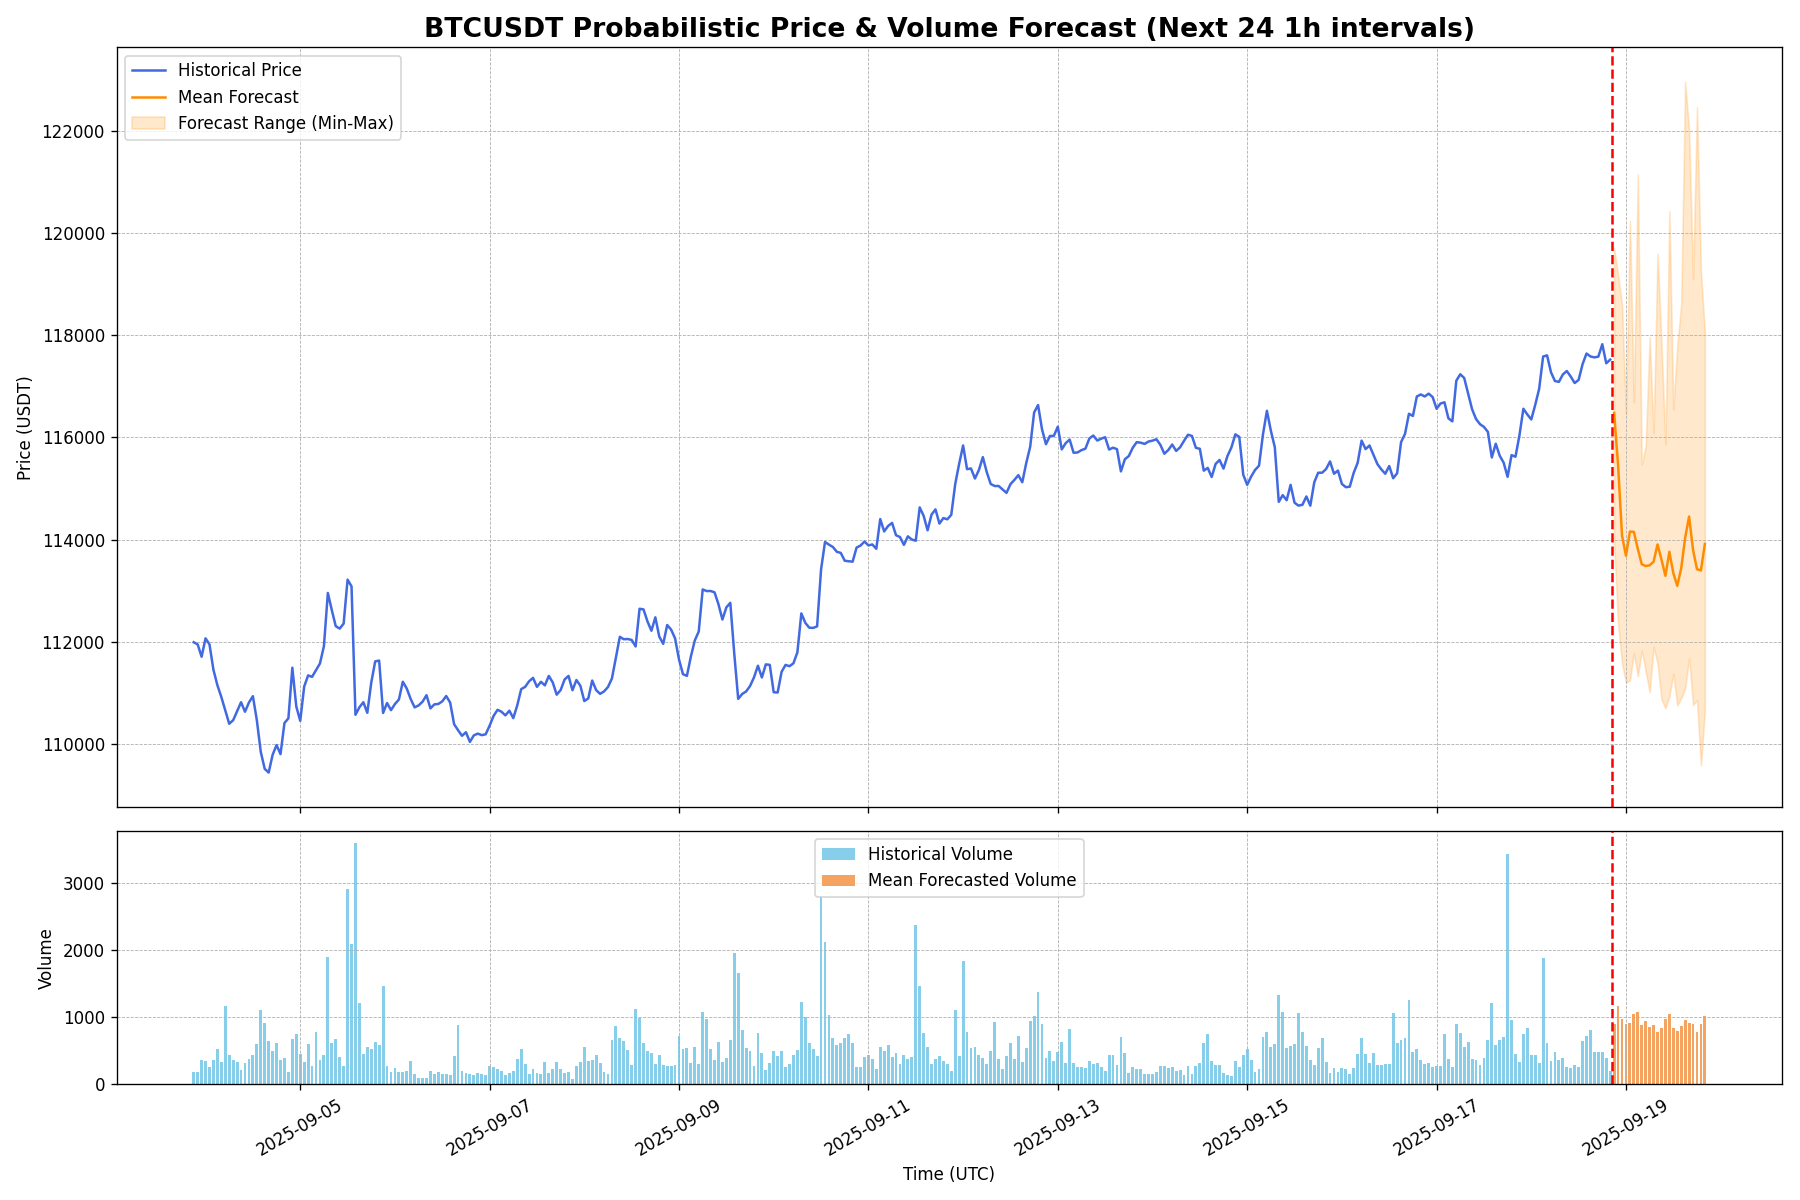 BTCUSDT Probabilistic Price & Volume Forecast (Next 24 1h intervals)
Historical Price
Mean Forecast
Forecast Range (Min-Max)
Price (USDT)
122000
120000
118000
116000
114000
112000
110000
Historical Volume
Mean Forecasted Volume
Volume
3000
2000
1000
0
2025-09-05
2025-09-07
2025-09-09
2025-09-11
2025-09-13
2025-09-15
2025-09-17
2025-09-19
Time (UTC)